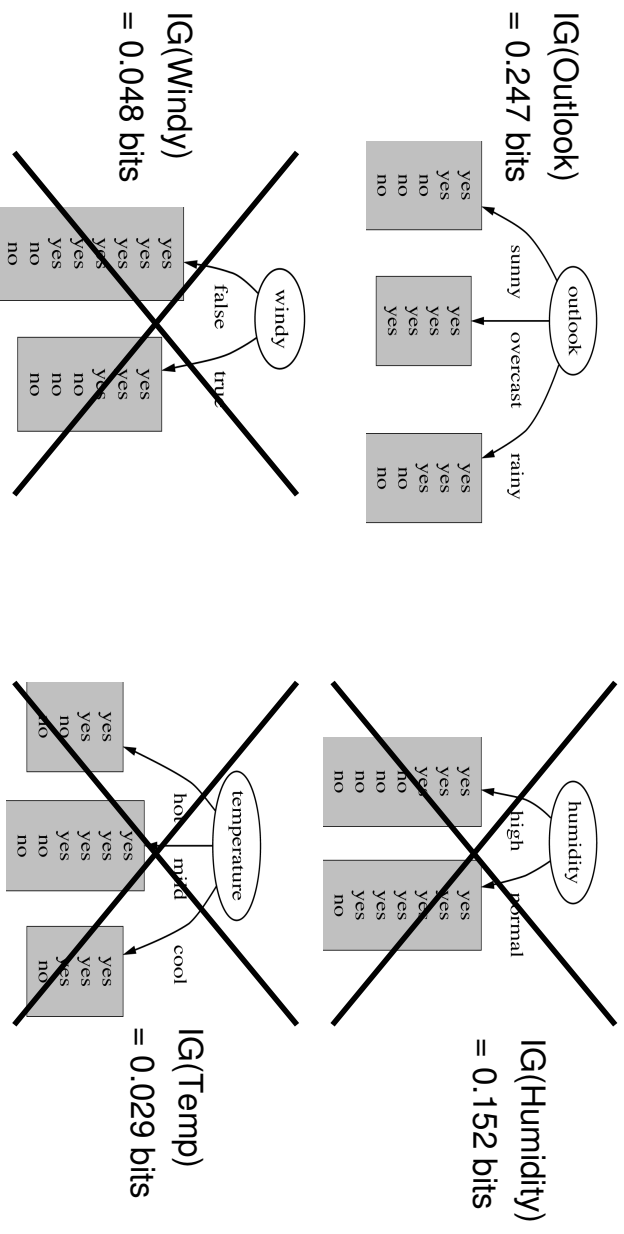 IG(Outlook)
= 0.247 bits
outlook
sunny
overcast
rainy
yes
yes
no
no
no
yes
yes
yes
yes
yes
yes
yes
no
no
humidity
high
normal
yes
yes
yes
no
no
no
no
yes
yes
yes
yes
yes
yes
no
IG(Humidity)
= 0.152 bits
IG(Windy)
= 0.048 bits
windy
false
true
yes
yes
yes
yes
yes
yes
no
no
yes
yes
yes
no
no
no
temperature
hot
mild
cool
yes
yes
no
no
yes
yes
yes
yes
no
no
yes
yes
yes
no
IG(Temp)
= 0.029 bits